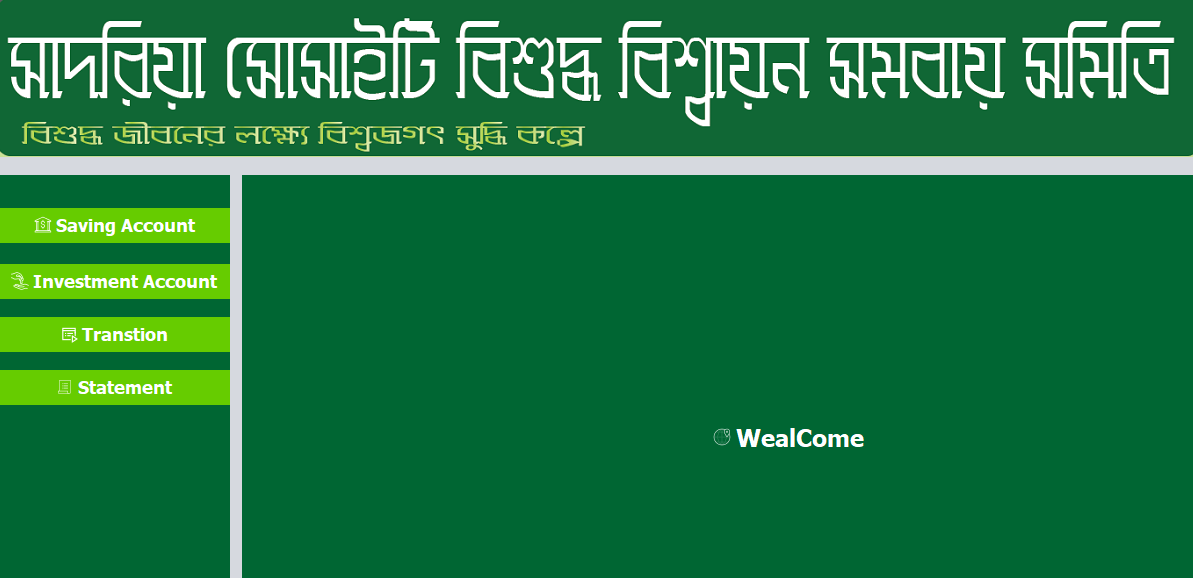 সাদরিয়া সোসাইটি বিশুদ্ধ বিশ্বায়ন সমবায় সমিতি
বিশুদ্ধ জীবনের লক্ষ্যে বিশ্বজগৎ সুদ্ধি কল্পে
Saving Account
Investment Account
Transtion
Statement
WealCome